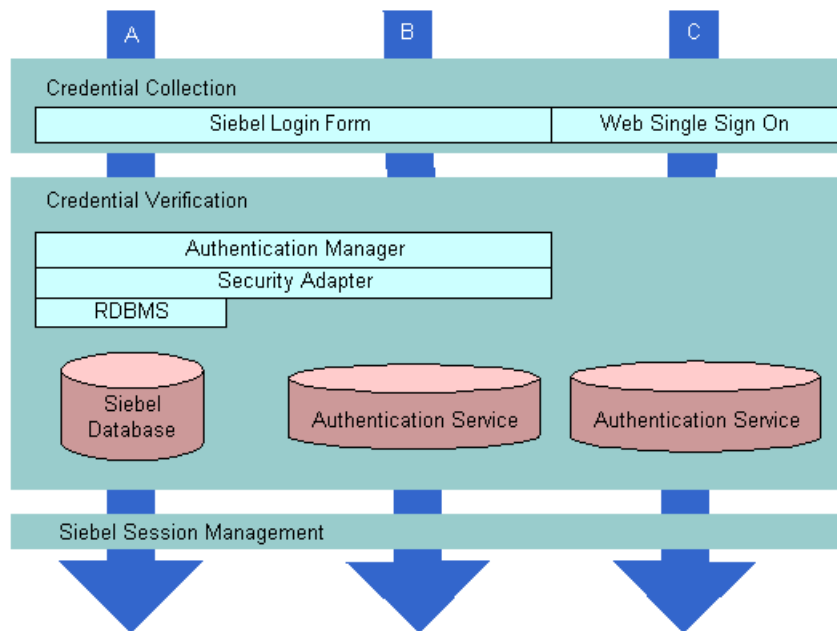 A
B
C
Credential Collection
Siebel Login Form
Web Single Sign On
Credential Verification
Authentication Manager
Security Adapter
RDBMS
Siebel
Database
Authentication Service
Authentication Service
Siebel Session Management